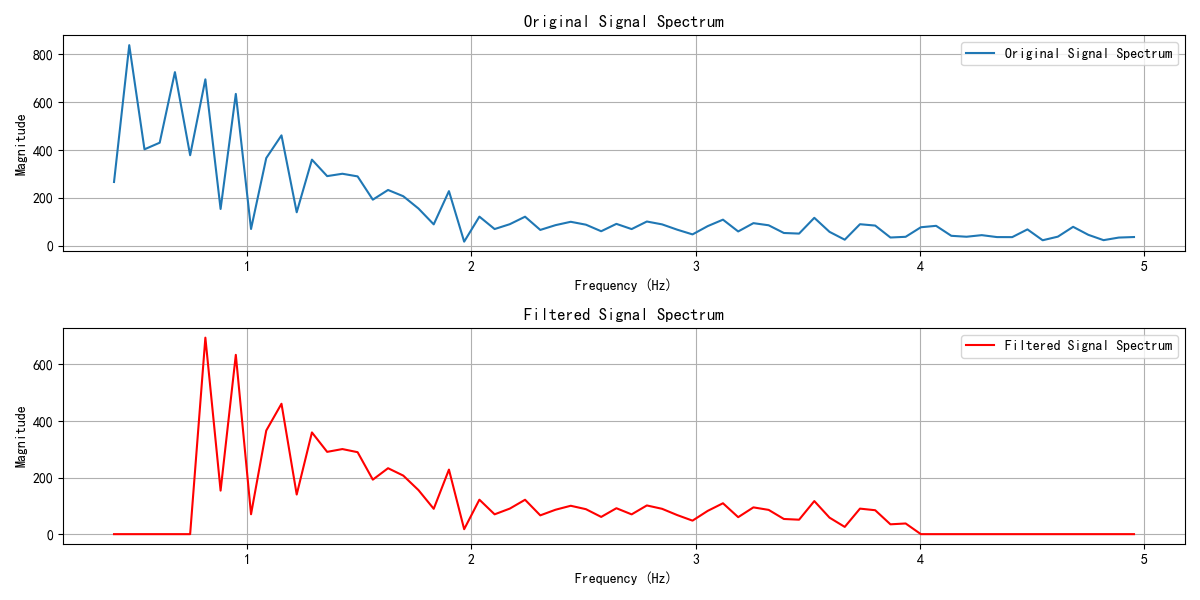 Original Signal Spectrum
Original Signal Spectrum
Magnitude
800
600
400
200
0
1
2
3
4
5
Frequency (Hz)
Filtered Signal Spectrum
Filtered Signal Spectrum
Magnitude
600
400
200
0
1
2
3
4
5
Frequency (Hz)